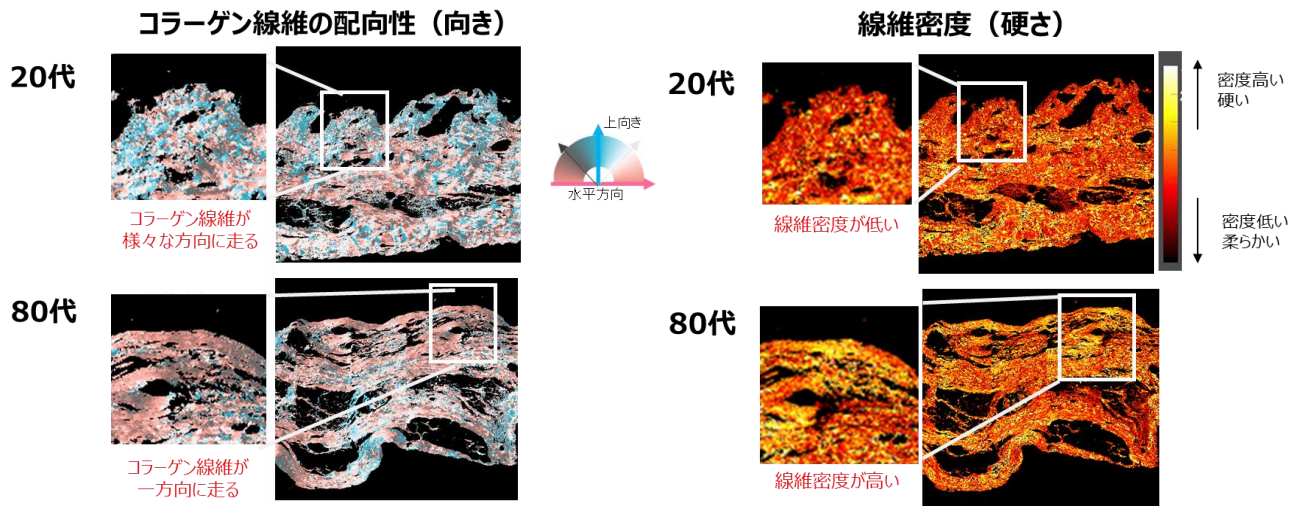 コラーゲン線維の配向性（向き）
20代
コラーゲン線維が
様々な方向に走る
上向き
水平方向
80代
コラーゲン線維が
一方向に走る
線維密度（硬さ）
20代
線維密度が低い
密度高い
硬い
密度低い
柔らかい
80代
線維密度が高い